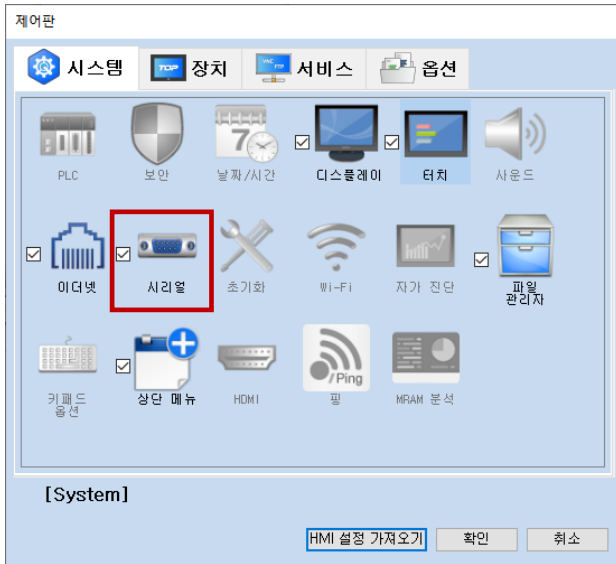 제어판
시스템 TOP 장치 VNC FTP 서비스 옵션
7
PLC 보안 날짜/시간 디스플레이 터치 사운드
이더넷 시리얼 초기화 Wi-Fi 자가 진단 파일
관리자
/Ping
키패드
옵션 상단 메뉴 HDMI 핑 MRAM 분석
[System]
HMI 설정 가져오기 확인 취소